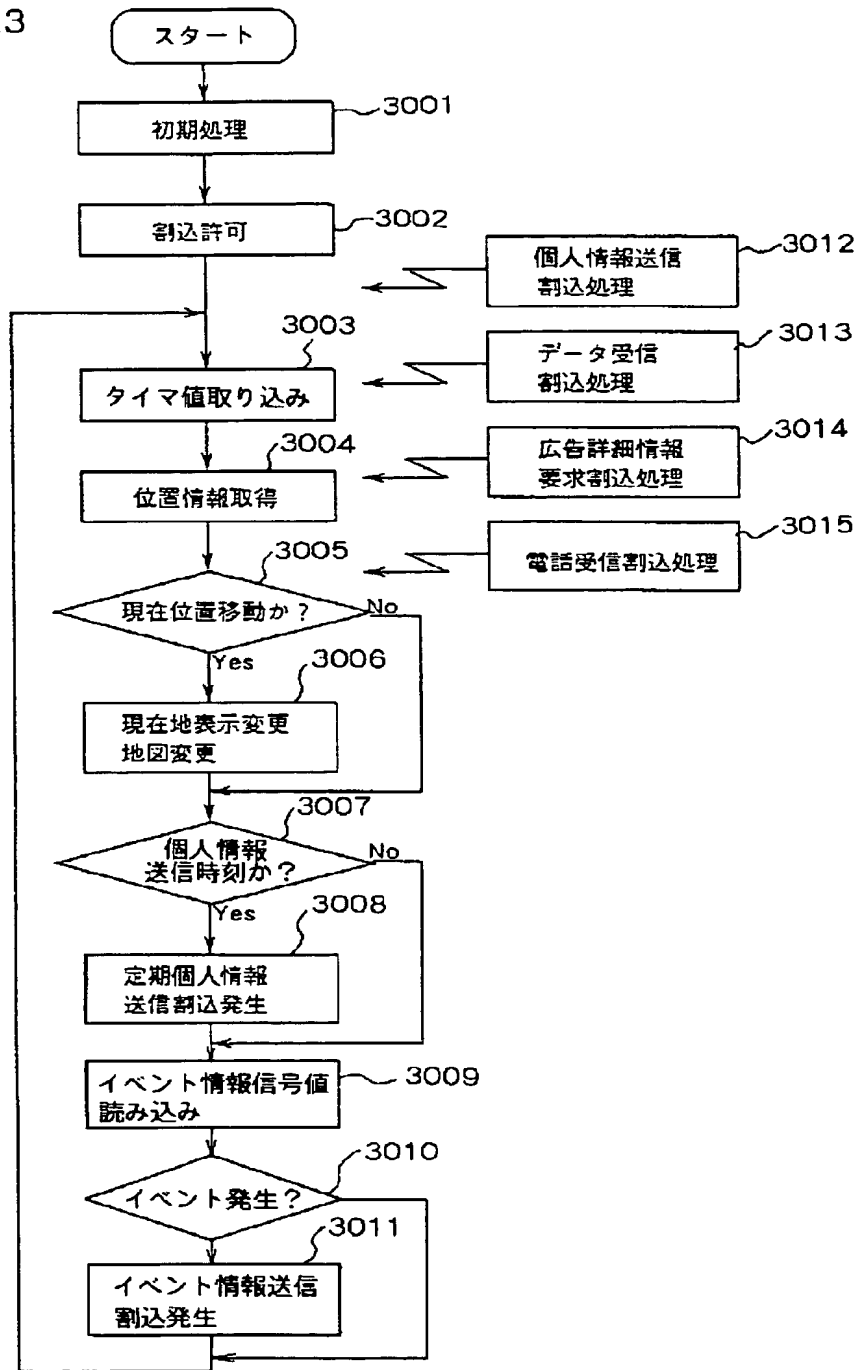 3
スタート
3001
初期処理
3002
割込許可
3012
個人情報送信
割込処理
3003
タイマ値取り込み
3013
データ受信
割込処理
3004
位置情報取得
3014
広告詳細情報
要求割込処理
3005
現在位置移動か?
No
Yes
3015
電話受信割込処理
3006
現在地表示変更
地図変更
3007
個人情報
送信時刻か?
No
Yes
3008
定期個人情報
送信割込発生
3009
イベント情報信号値
読み込み
3010
イベント発生?
3011
イベント情報送信
割込発生